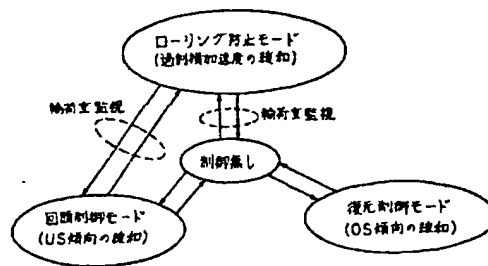 ローリング防止モード
(過剰横加速度の緩和)
輪荷重監視
輪荷重監視
制御無し
回頭制御モード
(US傾向の緩和)
復元制御モード
(OS傾向の緩和)